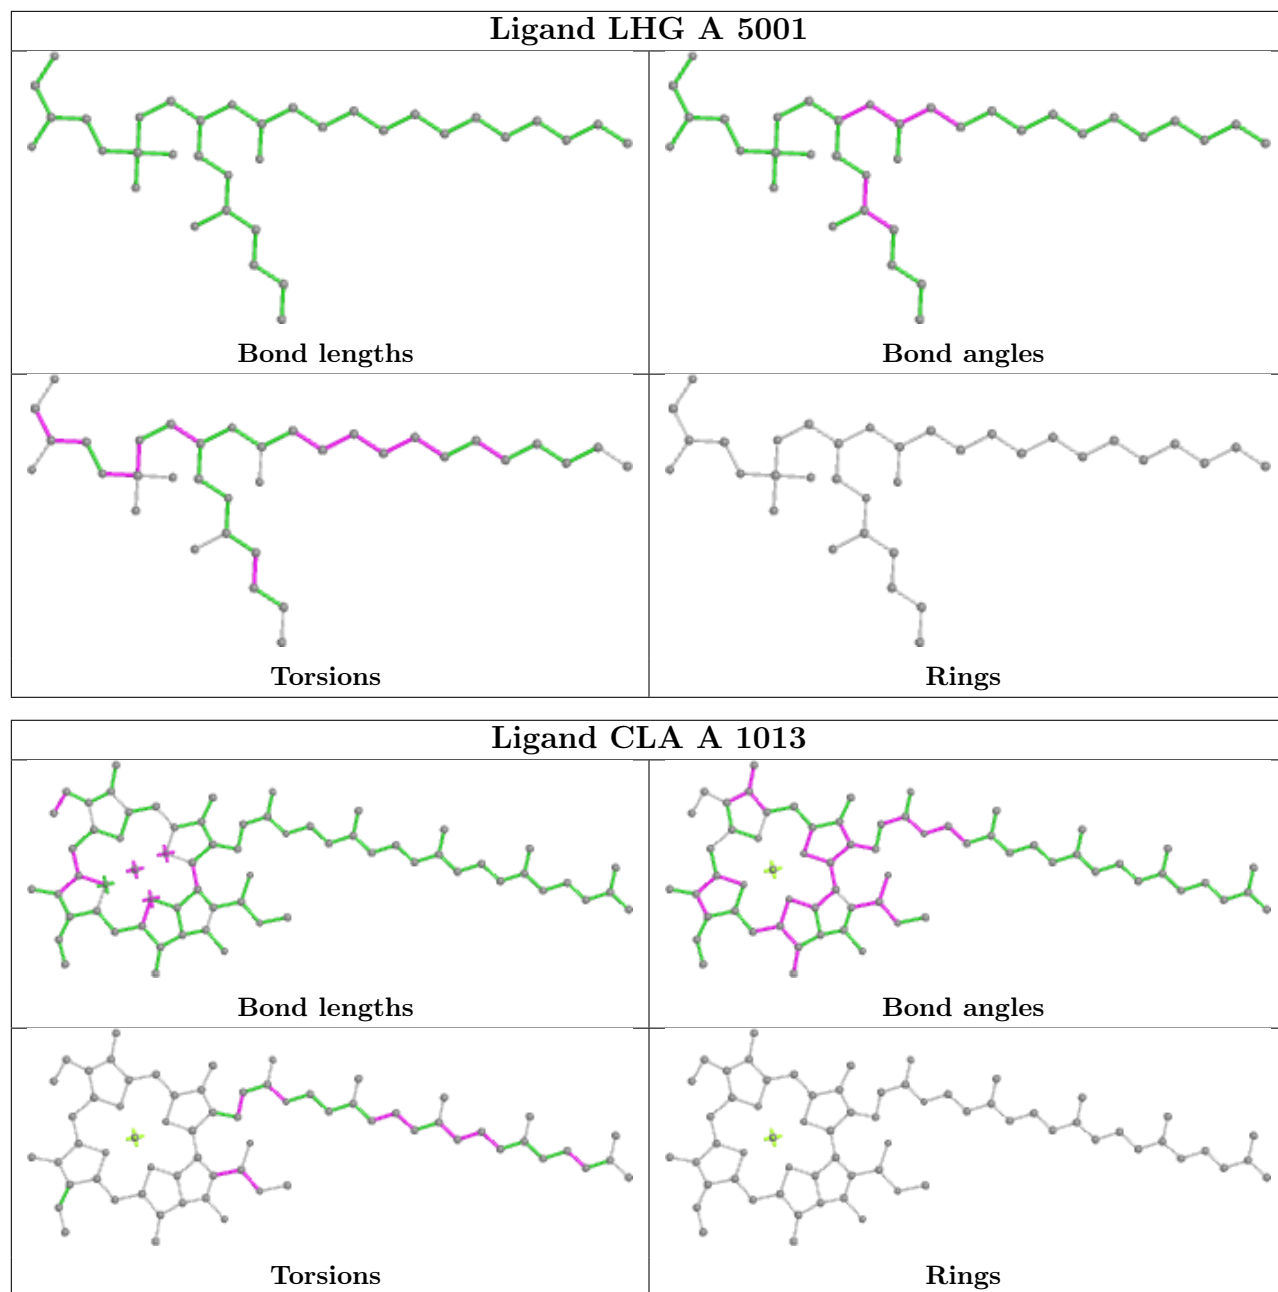 Ligand LHG A 5001
Bond lengths
Bond angles
Torsions
Rings
Ligand CLA A 1013
Bond lengths
Bond angles
Torsions
Rings